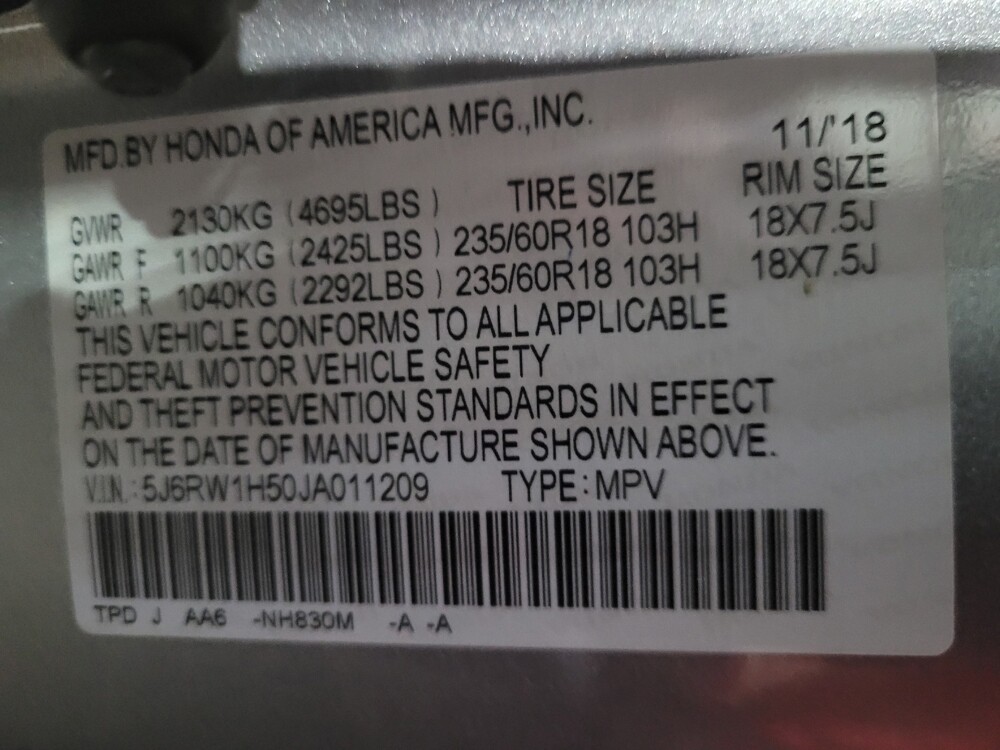 MFD.BY HONDA OF AMERICA MFG.,INC. 11/'18
GVWR 2130KG (4695LBS) TIRE SIZE RIM SIZE
GAWR F 1100KG (2425LBS) 235/60R18 103H 18X7.5J
GAWR R 1040KG (2292LBS) 235/60R18 103H 18X7.5J
THIS VEHICLE CONFORMS TO ALL APPLICABLE
FEDERAL MOTOR VEHICLE SAFETY
AND THEFT PREVENTION STANDARDS IN EFFECT
ON THE DATE OF MANUFACTURE SHOWN ABOVE.
V.I.N.: 5J6RW1H50JA011209 TYPE: MPV
TPD J AA6 -NH830M -A -A